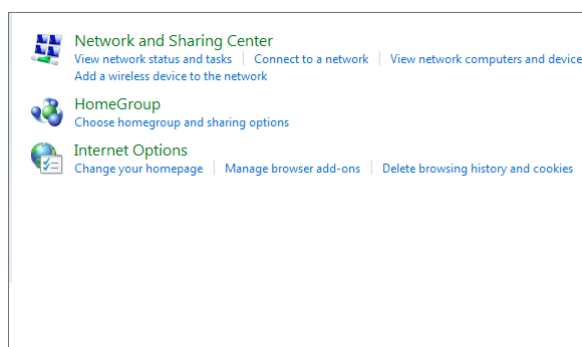 Network and Sharing Center
View network status and tasks | Connect to a network | View network computers and device
Add a wireless device to the network
HomeGroup
Choose homegroup and sharing options
Internet Options
Change your homepage | Manage browser add-ons | Delete browsing history and cookies